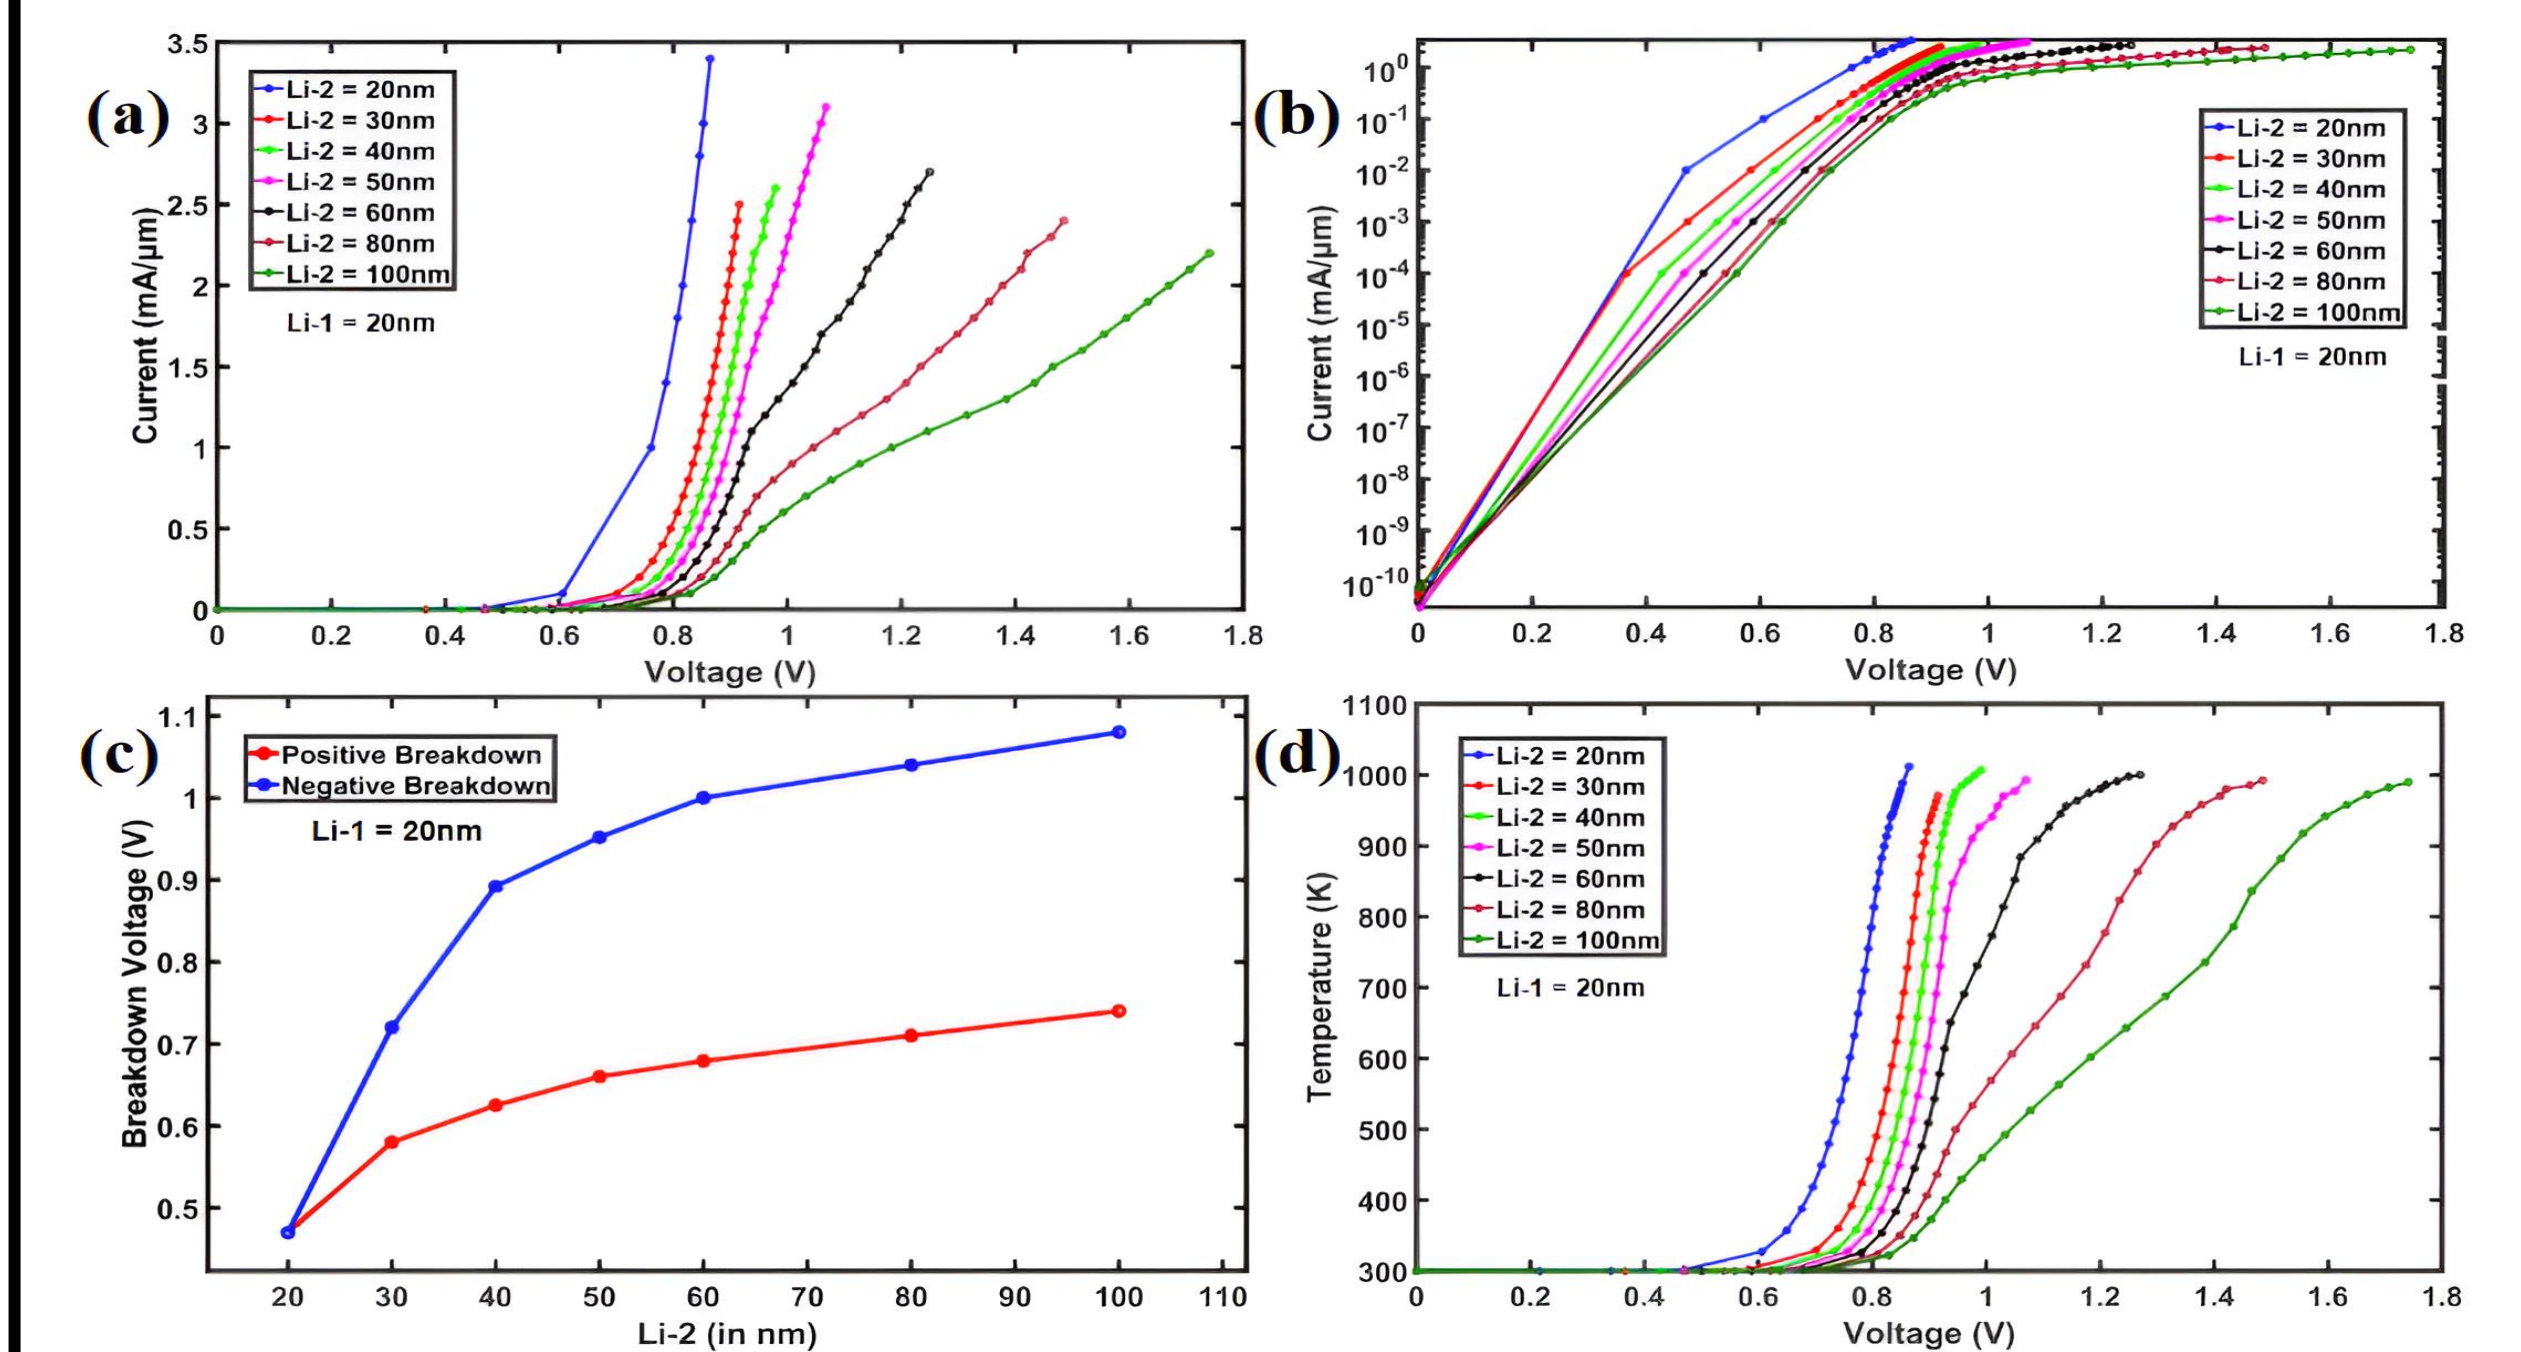 (a)
3.5
3
2.5
2
1.5
1
0.5
0
Current (mA/μm)
Li-2 = 20nm
Li-2 = 30nm
Li-2 = 40nm
Li-2 = 50nm
Li-2 = 60nm
Li-2 = 80nm
Li-2 = 100nm
Li-1 = 20nm
0 0.2 0.4 0.6 0.8 1 1.2 1.4 1.6 1.8
Voltage (V)
(b)
10^0
10^-1
10^-2
10^-3
10^-4
10^-5
10^-6
10^-7
10^-8
10^-9
10^-10
Current (mA/μm)
Li-2 = 20nm
Li-2 = 30nm
Li-2 = 40nm
Li-2 = 50nm
Li-2 = 60nm
Li-2 = 80nm
Li-2 = 100nm
Li-1 = 20nm
0 0.2 0.4 0.6 0.8 1 1.2 1.4 1.6 1.8
Voltage (V)
(c)
1.1
1
0.9
0.8
0.7
0.6
0.5
Breakdown Voltage (V)
Positive Breakdown
Negative Breakdown
Li-1 = 20nm
20 30 40 50 60 70 80 90 100 110
Li-2 (in nm)
(d)
1100
1000
900
800
700
600
500
400
300
Temperature (K)
Li-2 = 20nm
Li-2 = 30nm
Li-2 = 40nm
Li-2 = 50nm
Li-2 = 60nm
Li-2 = 80nm
Li-2 = 100nm
Li-1 = 20nm
0 0.2 0.4 0.6 0.8 1 1.2 1.4 1.6 1.8
Voltage (V)